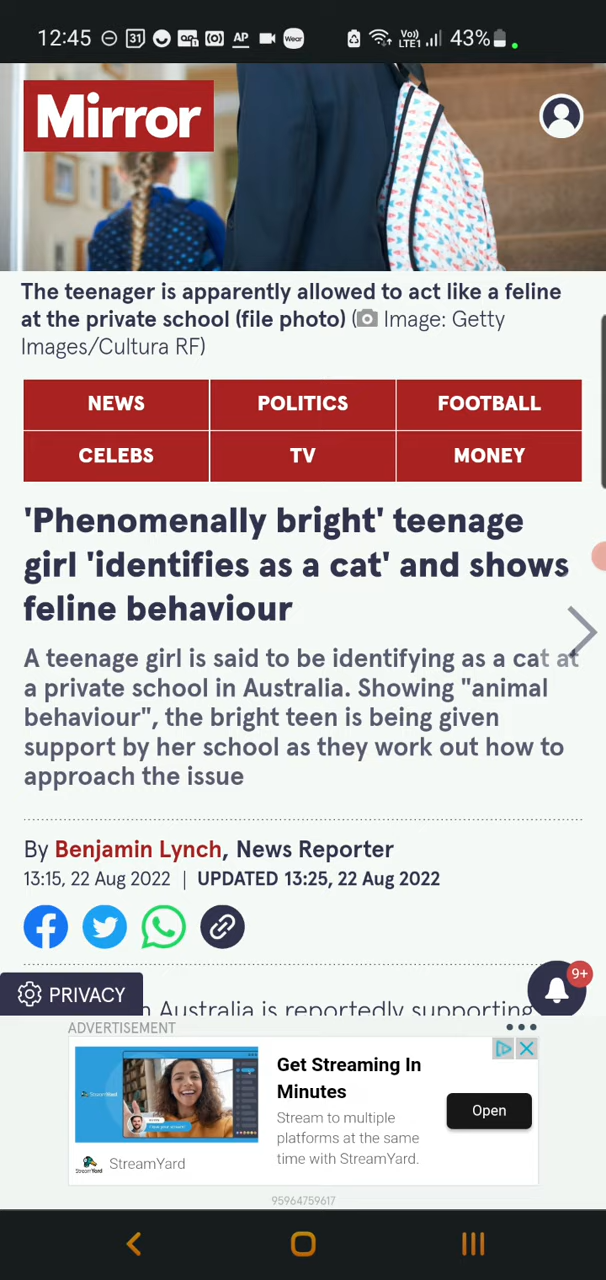 12:45 31 AP Wear Vo) LTE1 43%
Mirror
The teenager is apparently allowed to act like a feline
at the private school (file photo) ( Image: Getty
Images/Cultura RF)
NEWS POLITICS FOOTBALL
CELEBS TV MONEY
'Phenomenally bright' teenage
girl 'identifies as a cat' and shows
feline behaviour
A teenage girl is said to be identifying as a cat at
a private school in Australia. Showing "animal
behaviour", the bright teen is being given
support by her school as they work out how to
approach the issue
By Benjamin Lynch, News Reporter
13:15, 22 Aug 2022 | UPDATED 13:25, 22 Aug 2022
9+
PRIVACY
Australia is reportedly supporting
ADVERTISEMENT
Get Streaming In
Minutes
Stream to multiple
platforms at the same
time with StreamYard.
Open
StreamYard
StreamYard
95964759617